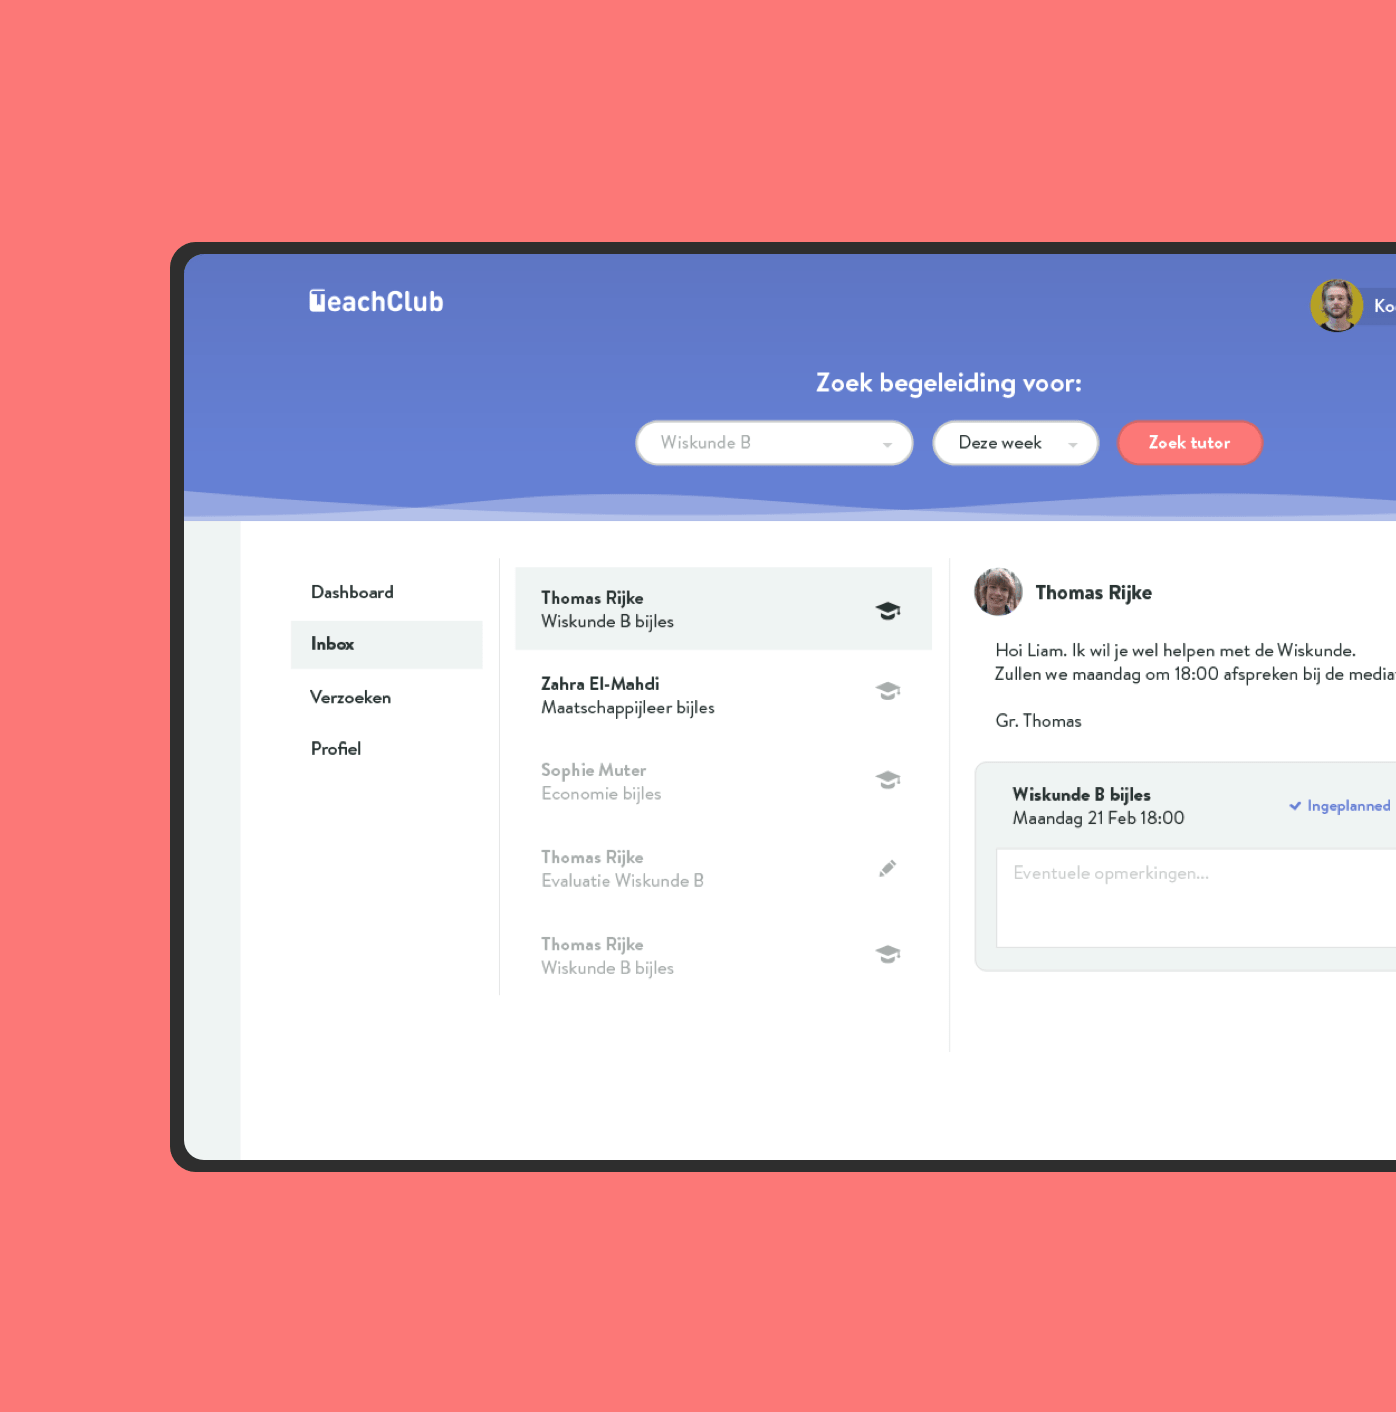 TeachClub
Zoek begeleiding voor:
Wiskunde B
Deze week
Zoek tutor
Dashboard
Inbox
Verzoeken
Profiel
Thomas Rijke
Wiskunde B bijles
Zahra El-Mahdi
Maatschappijleer bijles
Sophie Muter
Economie bijles
Thomas Rijke
Evaluatie Wiskunde B
Thomas Rijke
Wiskunde B bijles
Thomas Rijke
Hoi Liam. Ik wil je wel helpen met de Wiskunde.
Zullen we maandag om 18:00 afspreken bij de
Gr. Thomas
Wiskunde B bijles
Maandag 21 Feb 18:00
Ingeplanned
Eventuele opmerkingen...